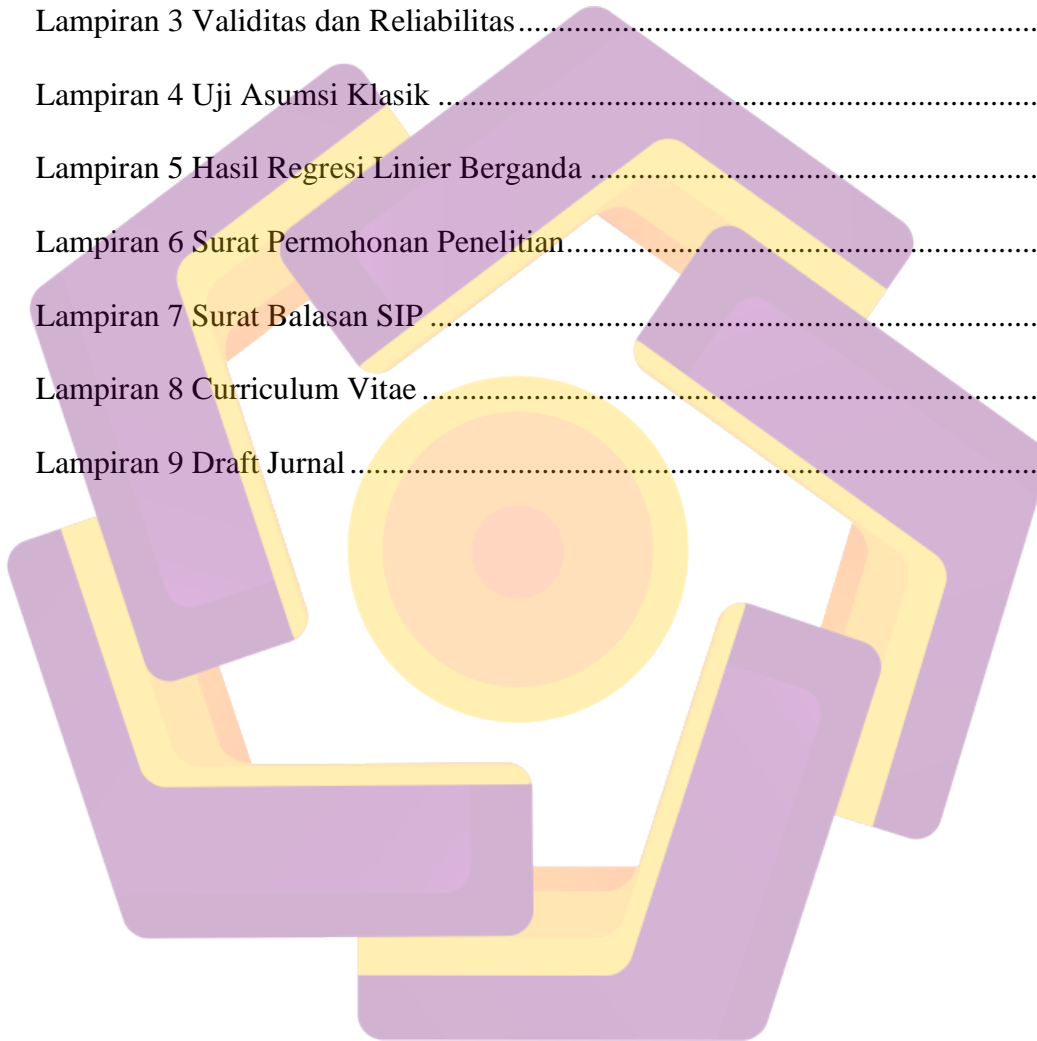 Lampiran 3 Validitas dan Reliabilitas................................................................
Lampiran 4 Uji Asumsi Klasik ..........................................................................
Lampiran 5 Hasil Regresi Linier Berganda .......................................................
Lampiran 6 Surat Permohonan Penelitian..........................................................
Lampiran 7 Surat Balasan SIP ...........................................................................
Lampiran 8 Curriculum Vitae ............................................................................
Lampiran 9 Draft Jurnal .....................................................................................